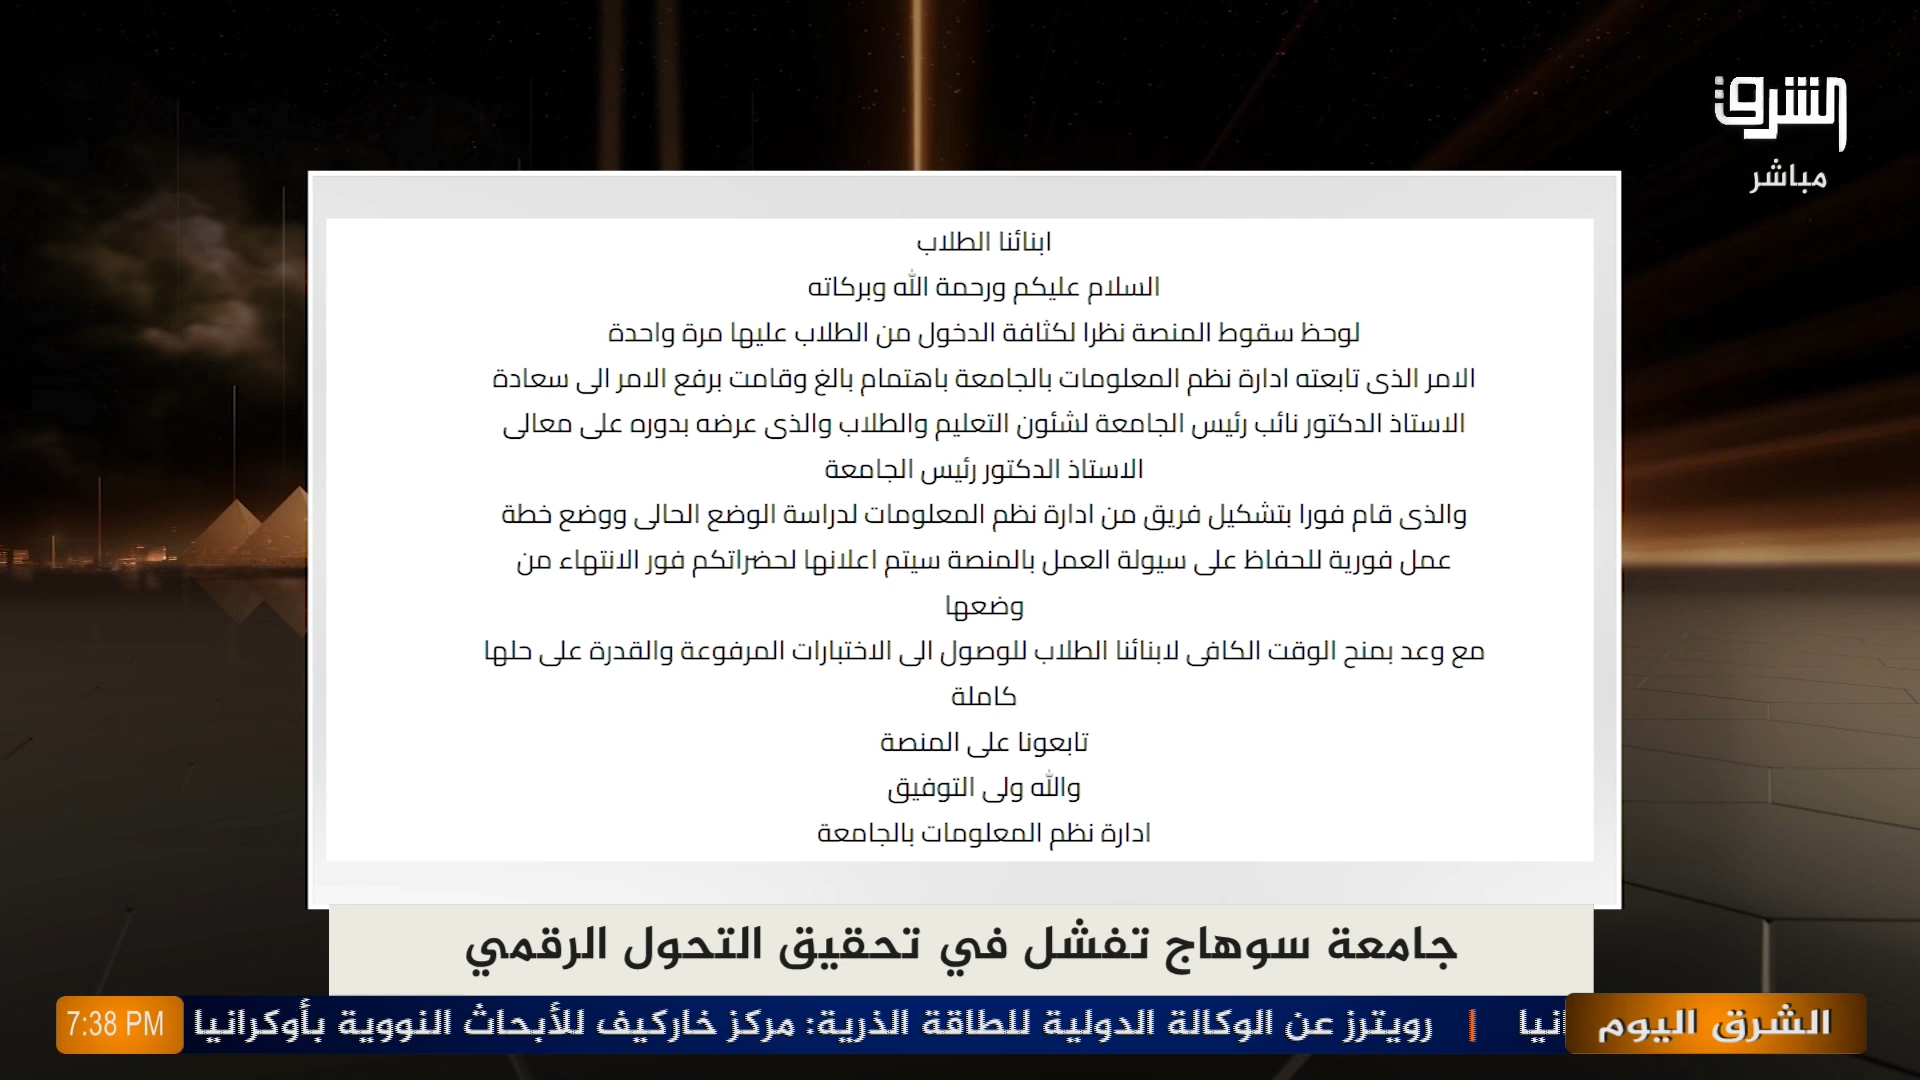 الشرق
مباشر
ابنائنا الطلاب
السلام عليكم ورحمة الله وبركاته
لوحظ سقوط المنصة نظرا لكثافة الدخول من الطلاب عليها مرة واحدة
الامر الذى تابعته ادارة نظم المعلومات بالجامعة باهتمام بالغ وقامت برفع الامر الى سعادة
الاستاذ الدكتور نائب رئيس الجامعة لشئون التعليم والطلاب والذى عرضه بدوره على معالى
الاستاذ الدكتور رئيس الجامعة
والذى قام فورا بتشكيل فريق من ادارة نظم المعلومات لدراسة الوضع الحالى ووضع خطة
عمل فورية للحفاظ على سيولة العمل بالمنصة سيتم اعلانها لحضراتكم فور الانتهاء من
وضعها
مع وعد بمنح الوقت الكافى لابنائنا الطلاب للوصول الى الاختبارات المرفوعة والقدرة على حلها
كاملة
تابعونا على المنصة
والله ولى التوفيق
ادارة نظم المعلومات بالجامعة
جامعة سوهاج تفشل في تحقيق التحول الرقمي
الشرق اليوم
انيا | رويترز عن الوكالة الدولية للطاقة الذرية: مركز خاركيف للأبحاث النووية بأوكرانيا
7:38 PM